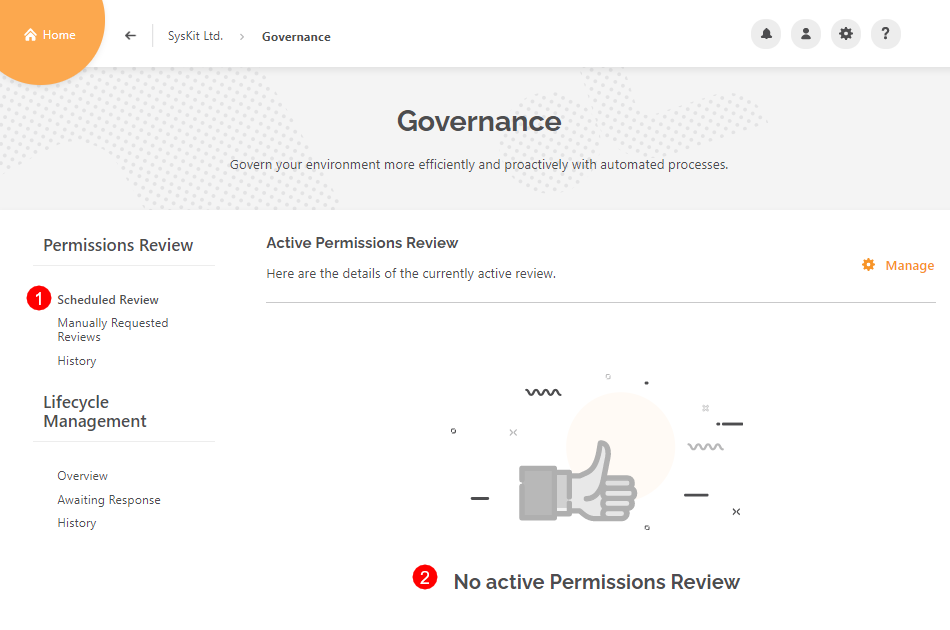 Home
SysKit Ltd. > Governance
?
Governance
Govern your environment more efficiently and proactively with automated processes.
Permissions Review
1 Scheduled Review
Manually Requested
Reviews
History
Lifecycle
Management
Overview
Awaiting Response
History
Active Permissions Review
Here are the details of the currently active review.
Manage
2 No active Permissions Review